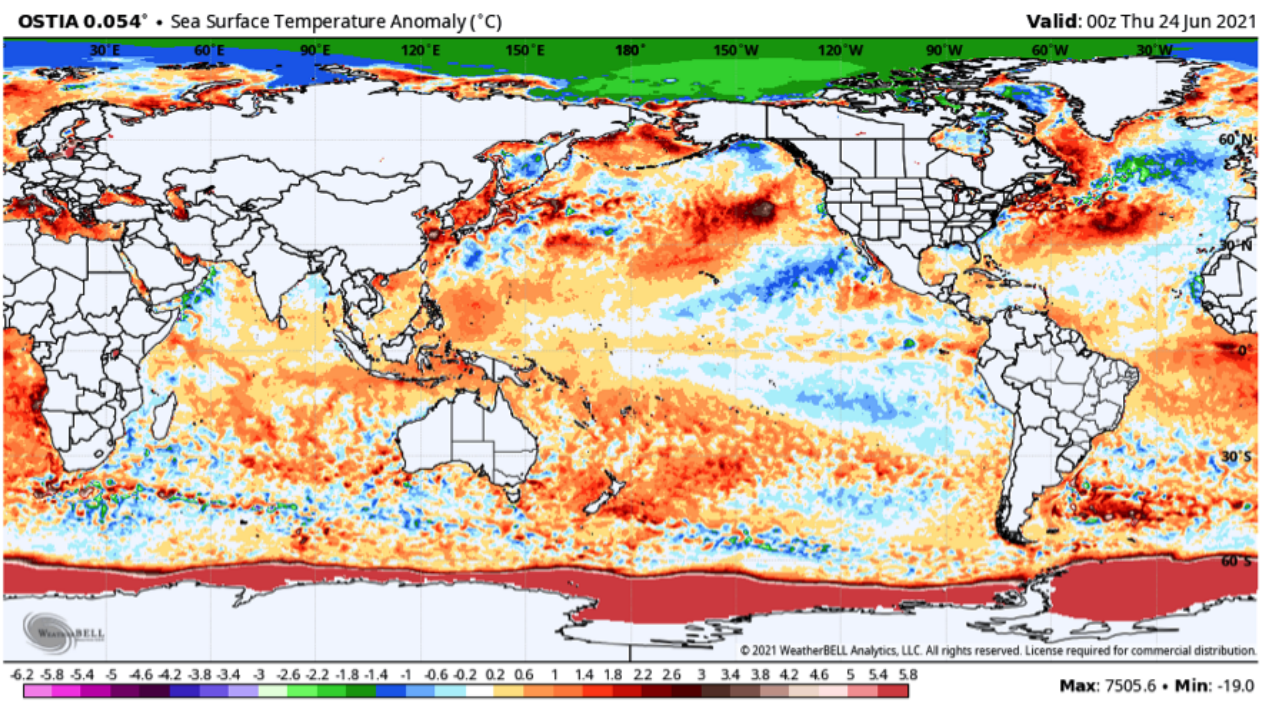 OSTIA 0.054° • Sea Surface Temperature Anomaly (°C) Valid: 00z Thu 24 Jun 2021
30°E 60°E 90°E 120°E 150°E 180° 150°W 120°W 90°W 60°W 30°W
60°N
30°N
0°
30°S
60°S
WEATHERBELL
© 2021 WeatherBELL Analytics, LLC. All rights reserved. License required for commercial distribution.
-6.2 -5.8 -5.4 -5 -4.6 -4.2 -3.8 -3.4 -3 -2.6 -2.2 -1.8 -1.4 -1 -0.6 -0.2 0.2 0.6 1 1.4 1.8 2.2 2.6 3 3.4 3.8 4.2 4.6 5 5.4 5.8
Max: 7505.6 • Min: -19.0